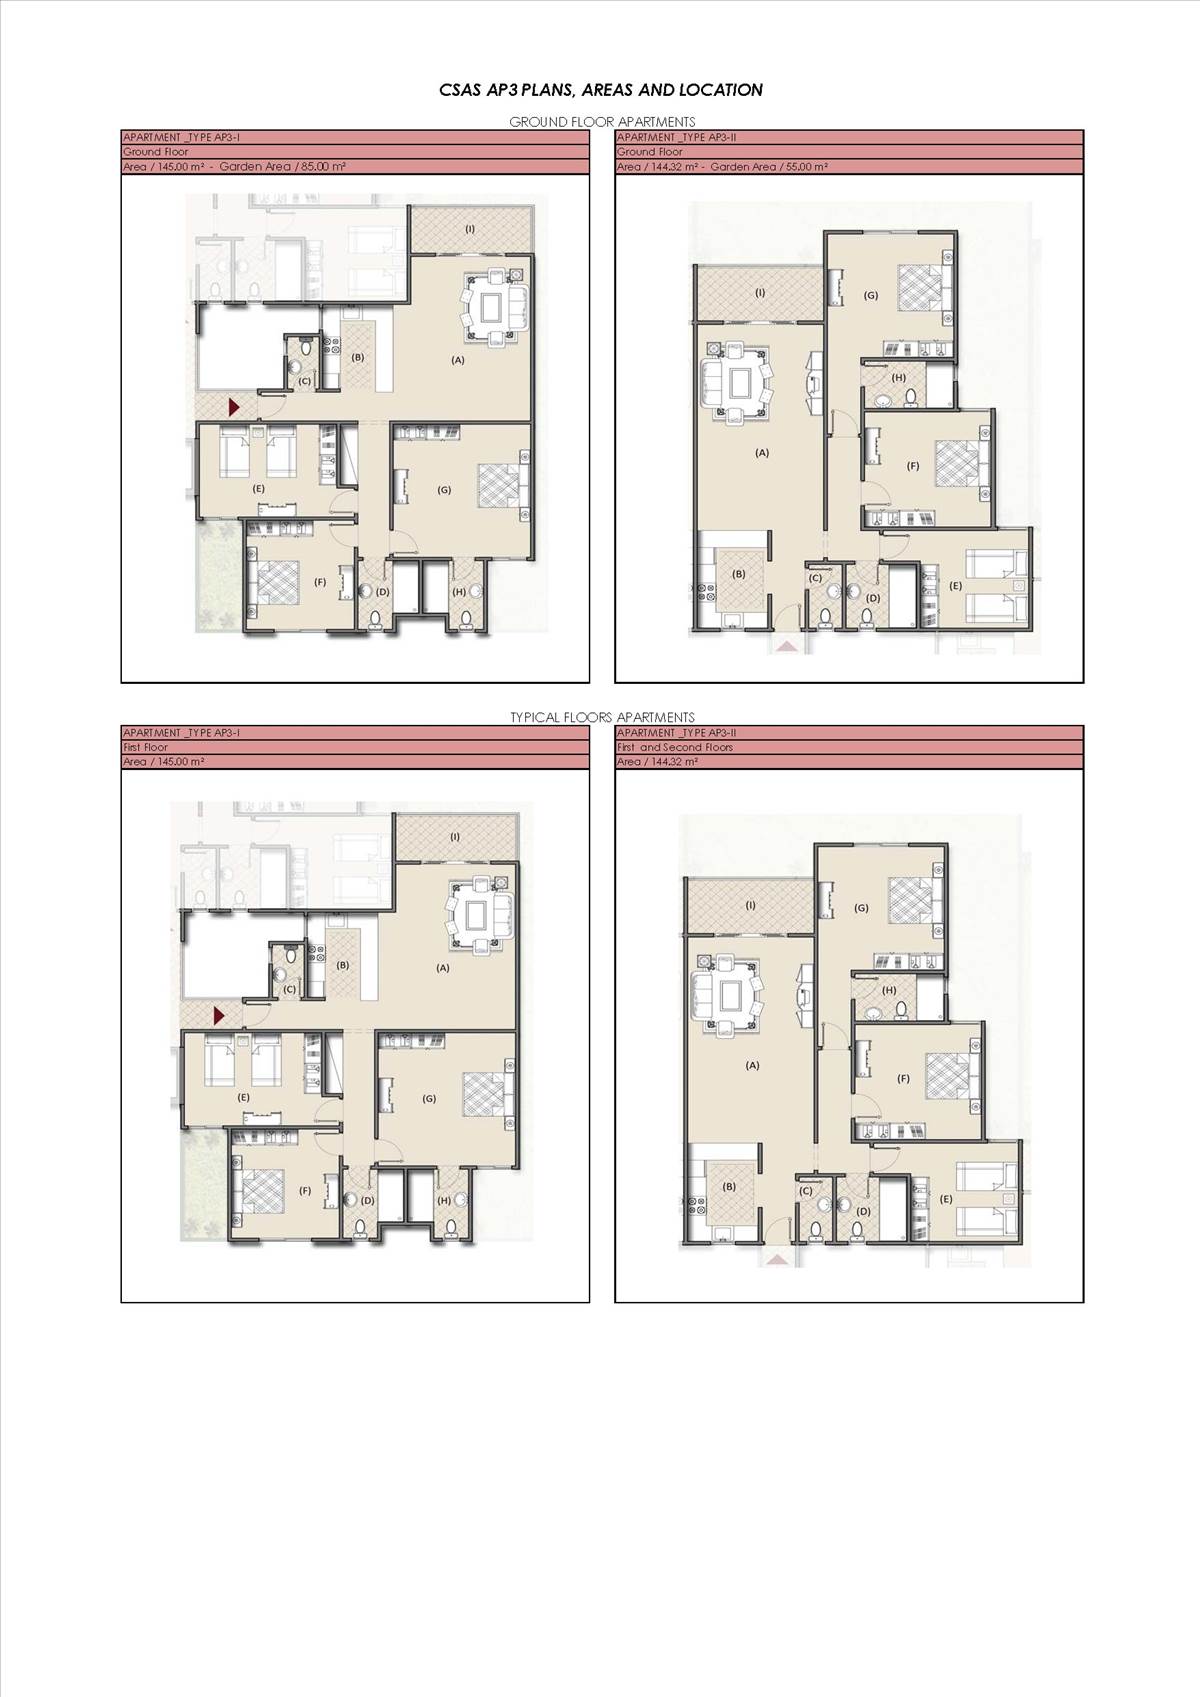 CSAS AP3 PLANS, AREAS AND LOCATION
GROUND FLOOR APARTMENTS
APARTMENT _TYPE AP3-I
Ground Floor
Area / 145.00 m² - Garden Area / 85.00 m²
(I)
(B)
(A)
(C)
(E)
(G)
(F)
(D)
(H)
APARTMENT _TYPE AP3-II
Ground Floor
Area / 144.32 m² - Garden Area / 55.00 m²
(G)
(I)
(H)
(A)
(F)
(B)
(C)
(E)
(D)
TYPICAL FLOORS APARTMENTS
APARTMENT _TYPE AP3-I
First Floor
Area / 145.00 m²
(I)
(B)
(A)
(C)
(E)
(G)
(F)
(D)
(H)
APARTMENT _TYPE AP3-II
First and Second Floors
Area / 144.32 m²
(I)
(G)
(H)
(A)
(F)
(B)
(C)
(E)
(D)